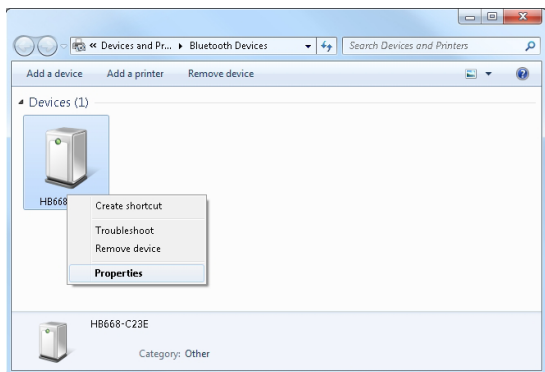 « Devices and Pr... ▸ Bluetooth Devices
Search Devices and Printers
Add a device Add a printer Remove device
Devices (1)
HB668
Create shortcut
Troubleshoot
Remove device
Properties
HB668-C23E
Category: Other